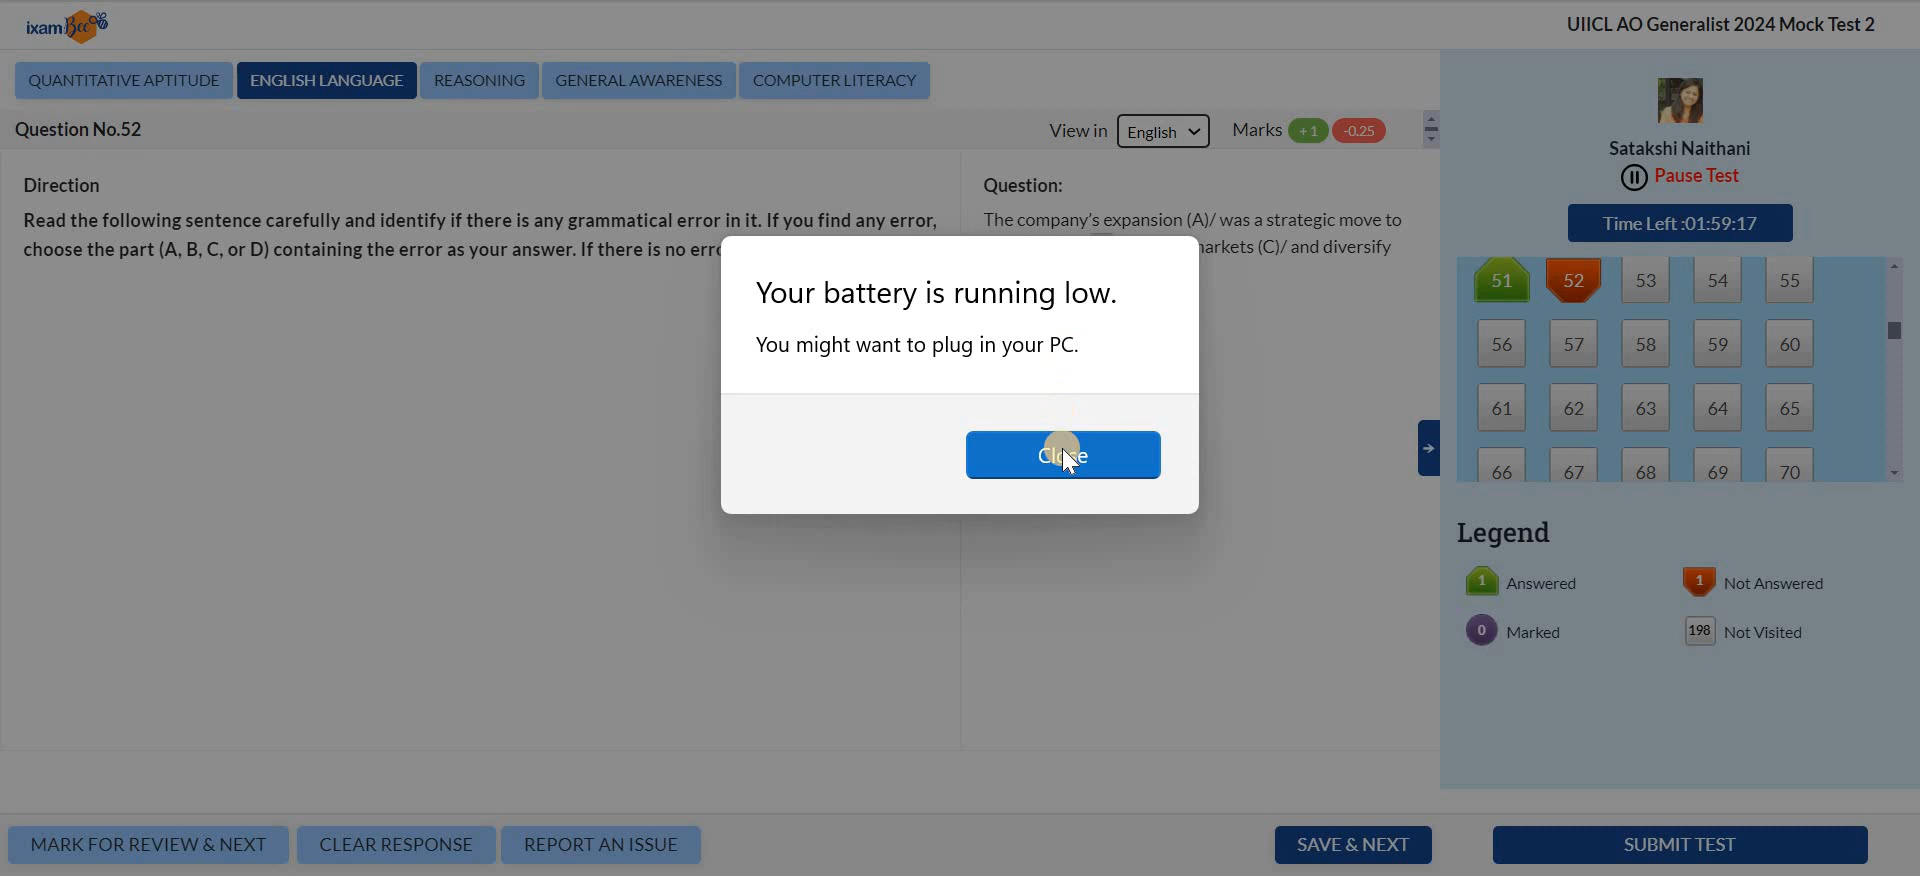 ixamBee
UIICL AO Generalist 2024 Mock Test 2
QUANTITATIVE APTITUDE
ENGLISH LANGUAGE
REASONING
GENERAL AWARENESS
COMPUTER LITERACY
Question No.52
View in
English
Marks
+1
-0.25
Satakshi Naithani
Pause Test
Time Left :01:59:17
Direction
Read the following sentence carefully and identify if there is any grammatical error in it. If you find any error,
choose the part (A, B, C, or D) containing the error as your answer. If there is no
Question:
The company's expansion (A)/ was a strategic move to
(C)/ and diversify
Your battery is running low.
You might want to plug in your PC.
Close
51 52 53 54 55
56 57 58 59 60
61 62 63 64 65
66 67 68 69 70
Legend
1 Answered
1 Not Answered
0 Marked
198 Not Visited
MARK FOR REVIEW & NEXT
CLEAR RESPONSE
REPORT AN ISSUE
SAVE & NEXT
SUBMIT TEST